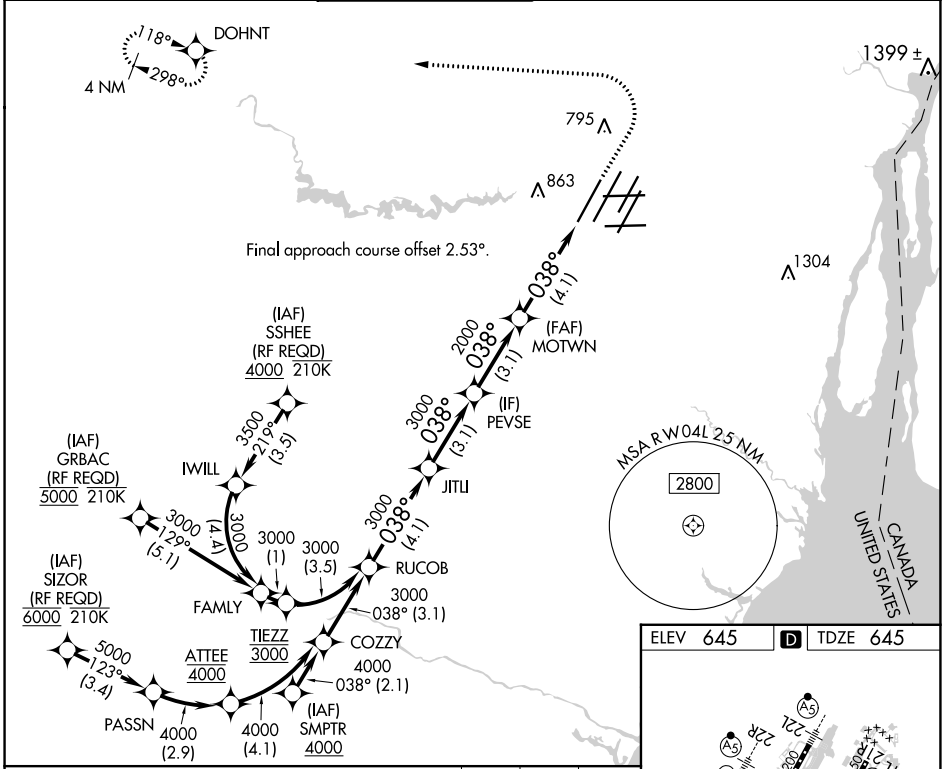 118°
298°
4 NM
DOHNT
1399 ±
795
863
1304
Final approach course offset 2.53°.
038°
(4.1)
(FAF)
MOTWN
2000
038°
(3.1)
(IF)
PEVSE
3000
038°
(3.1)
JITLI
3000
038°
(4.1)
RUCOB
(IAF)
SSHEE
(RF REQD)
4000 210K
3500
219°
(3.5)
IWILL
3000
(4.4)
(IAF)
GRBAC
(RF REQD)
5000 210K
3000
129°
(5.1)
FAMLY
3000
(1)
3000
(3.5)
TIEZZ
3000
3000
038° (3.1)
COZZY
4000
038° (2.1)
(IAF)
SMPTR
4000
(IAF)
SIZOR
(RF REQD)
6000 210K
5000
123°
(3.4)
PASSN
4000
(2.9)
ATTEE
4000
4000
(4.1)
MSA RW04L 25 NM
2800
CANADA
UNITED STATES
ELEV 645
D
TDZE 645
A5
22R
A5
22L